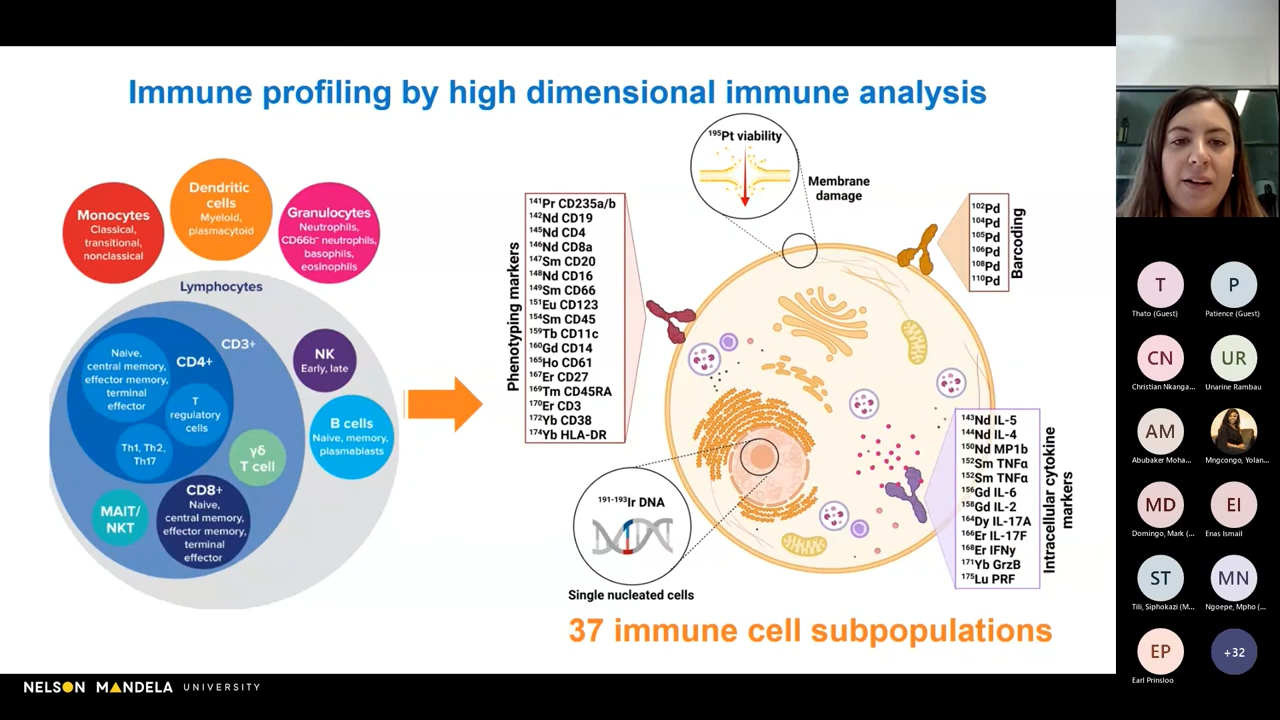 Immune profiling by high dimensional immune analysis
Monocytes
Classical,
transitional,
nonclassical
Dendritic
cells
Myeloid,
plasmacytoid
Granulocytes
Neutrophils,
CD66b⁻ neutrophils,
basophils,
eosinophils
Lymphocytes
CD3+
CD4+
Naive,
central memory,
effector memory,
terminal
effector
T
regulatory
cells
Th1, Th2,
Th17
NK
Early, late
B cells
Naive, memory,
plasmablasts
γδ
T cell
MAIT/
NKT
CD8+
Naive,
central memory,
effector memory,
terminal
effector
Phenotyping markers
¹⁴¹Pr CD235a/b
¹⁴²Nd CD19
¹⁴⁵Nd CD4
¹⁴⁶Nd CD8a
¹⁴⁷Sm CD20
¹⁴⁸Nd CD16
¹⁴⁹Sm CD66
¹⁵¹Eu CD123
¹⁵⁴Sm CD45
¹⁵⁹Tb CD11c
¹⁶⁰Gd CD14
¹⁶⁵Ho CD61
¹⁶⁷Er CD27
¹⁶⁹Tm CD45RA
¹⁷⁰Er CD3
¹⁷²Yb CD38
¹⁷⁴Yb HLA-DR
¹⁹⁵Pt viability
Membrane
damage
¹⁰²Pd
¹⁰⁴Pd
¹⁰⁵Pd
¹⁰⁶Pd
¹⁰⁸Pd
¹¹⁰Pd
Barcoding
¹⁹¹⁻¹⁹³Ir DNA
Single nucleated cells
¹⁴³Nd IL-5
¹⁴⁴Nd IL-4
¹⁵⁰Nd MP1b
¹⁵²Sm TNFα
¹⁵²Sm TNFα
¹⁵⁶Gd IL-6
¹⁵⁸Gd IL-2
¹⁶⁴Dy IL-17A
¹⁶⁶Er IL-17F
¹⁶⁸Er IFNy
¹⁷¹Yb GrzB
¹⁷⁵Lu PRF
Intracellular cytokine
markers
37 immune cell subpopulations
NELSON MANDELA UNIVERSITY
T
Thato (Guest)
P
Patience (Guest)
CN
Christian Nkanga...
UR
Unarine Rambau
AM
Abubaker Moha...
Mngcongo, Yolan...
MD
Domingo, Mark (...
EI
Enas Ismail
ST
Tili, Siphokazi (M...
MN
Ngoepe, Mpho (...
EP
Earl Prinsloo
+32